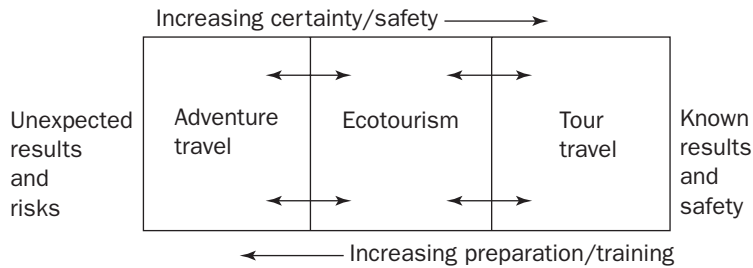 Increasing certainty/safety
Unexpected
results
and
risks
Adventure
travel
Ecotourism
Tour
travel
Known
results
and
safety
Increasing preparation/training